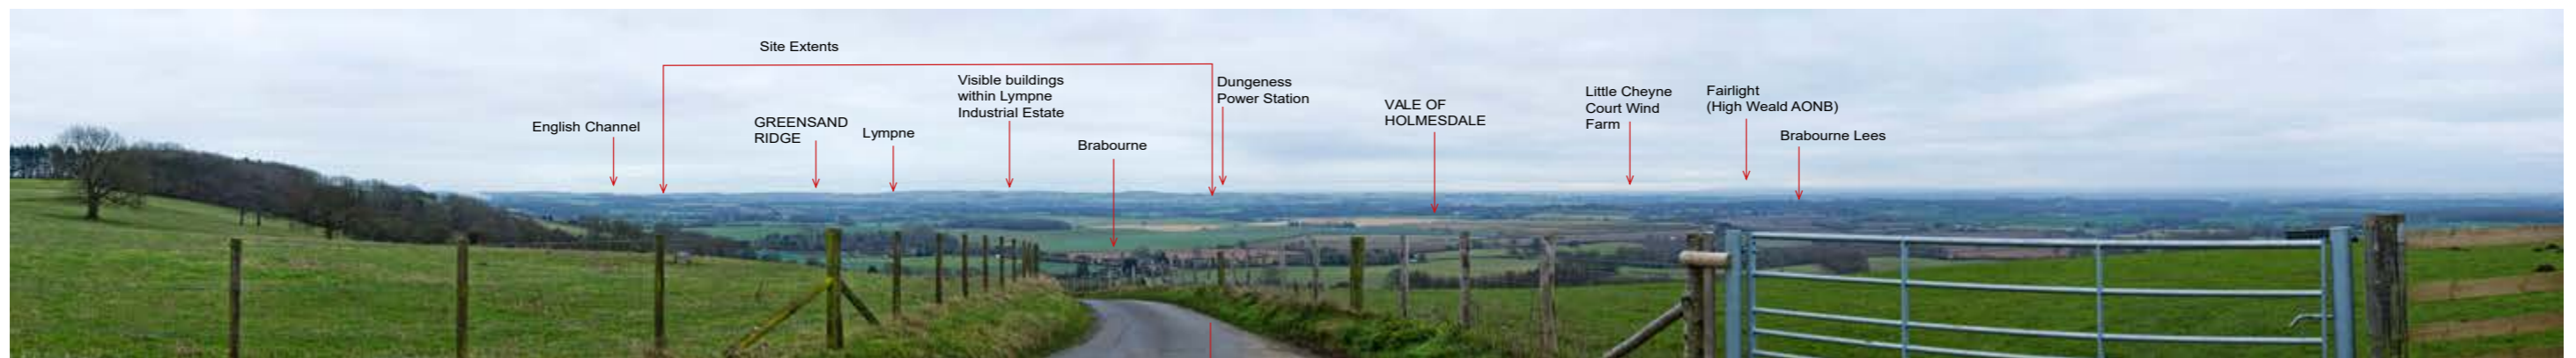 Site Extents
English Channel
GREENSAND
RIDGE
Lympne
Visible buildings
within Lympne
Industrial Estate
Brabourne
Dungeness
Power Station
VALE OF
HOLMESDALE
Little Cheyne
Court Wind
Farm
Fairlight
(High Weald AONB)
Brabourne Lees